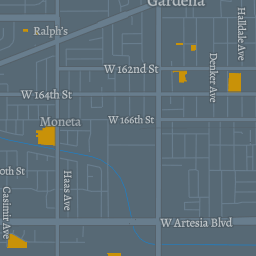 Gardena
Ralph's
Halldale Ave
W 162nd St
Denker Ave
W 164th St
Moneta
W 166th St
0th St
Casimir Ave
Haas Ave
W Artesia Blvd